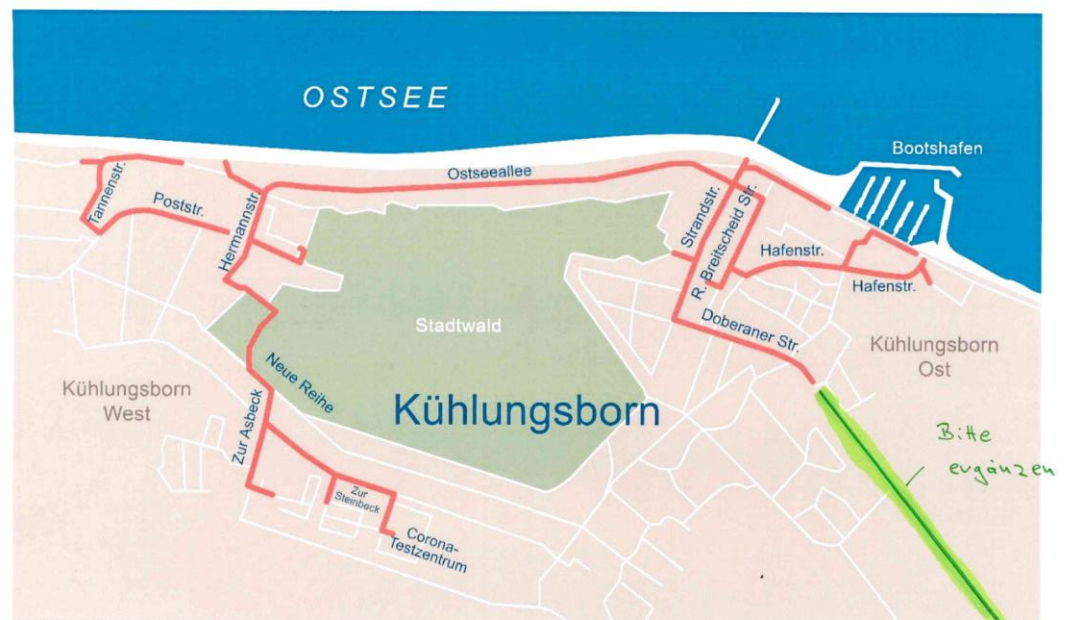 OSTSEE
Bootshafen
Ostseeallee
Tannenstr.
Poststr.
Hermannstr.
Strandstr.
R. Breitscheid Str.
Hafenstr.
Hafenstr.
Doberaner Str.
Stadtwald
Kühlungsborn
Ost
Kühlungsborn
West
Neue Reihe
Kühlungsborn
Zur Asbeck
Bitte
ergänzen
Zur
Steinbeck
Corona-
Testzentrum